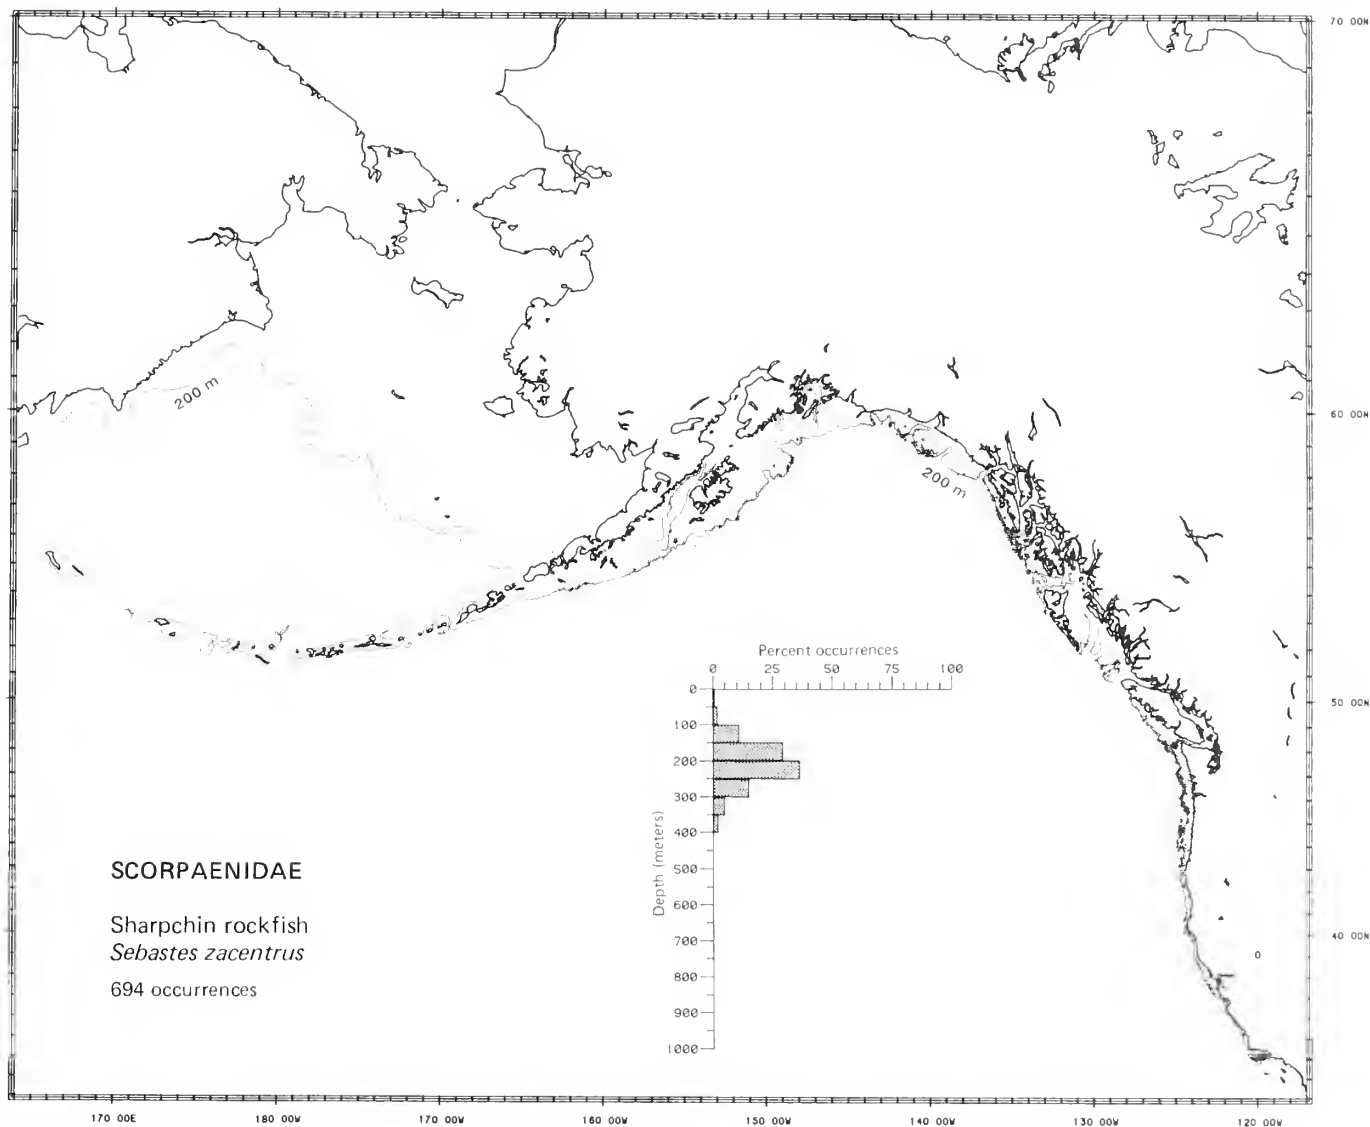 70 00N
200 m
60 00N
200 m
Percent occurrences
0 25 50 75 100
0
100
200
300
400
500
600
700
800
900
1000
Depth (meters)
50 00N
40 00N
SCORPAENIDAE
Sharpchin rockfish
Sebastes zacentrus
694 occurrences
170 00E 180 00W 170 00W 160 00W 150 00W 140 00W 130 00W 120 00W